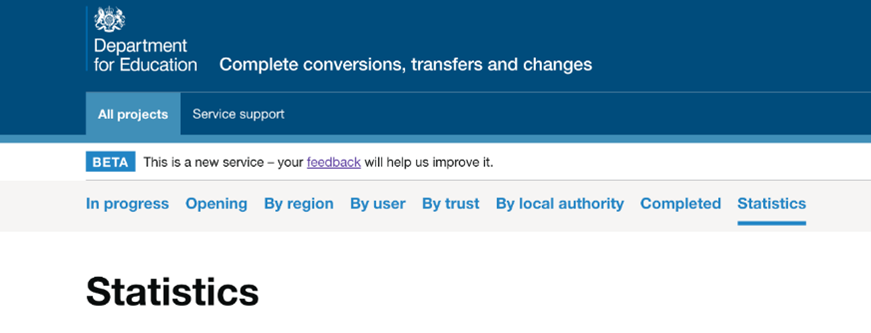 Department
for Education
Complete conversions, transfers and changes
All projects
Service support
BETA
This is a new service – your feedback will help us improve it.
In progress
Opening
By region
By user
By trust
By local authority
Completed
Statistics
Statistics